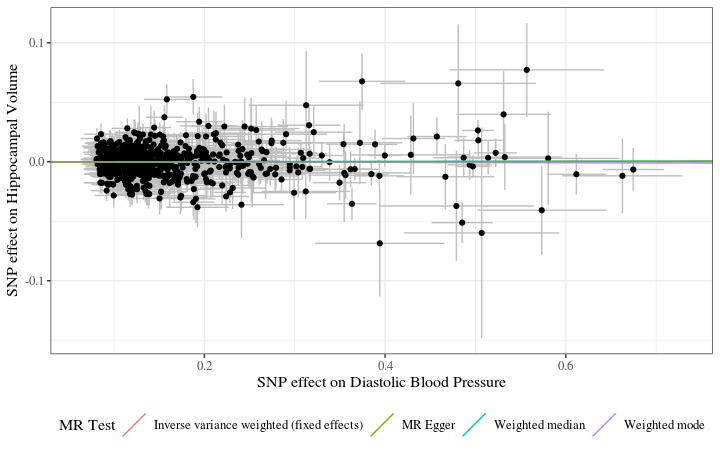 SNP effect on Hippocampal Volume
0.1
0.0
-0.1
0.2 0.4 0.6
SNP effect on Diastolic Blood Pressure
MR Test Inverse variance weighted (fixed effects) MR Egger Weighted median Weighted mode